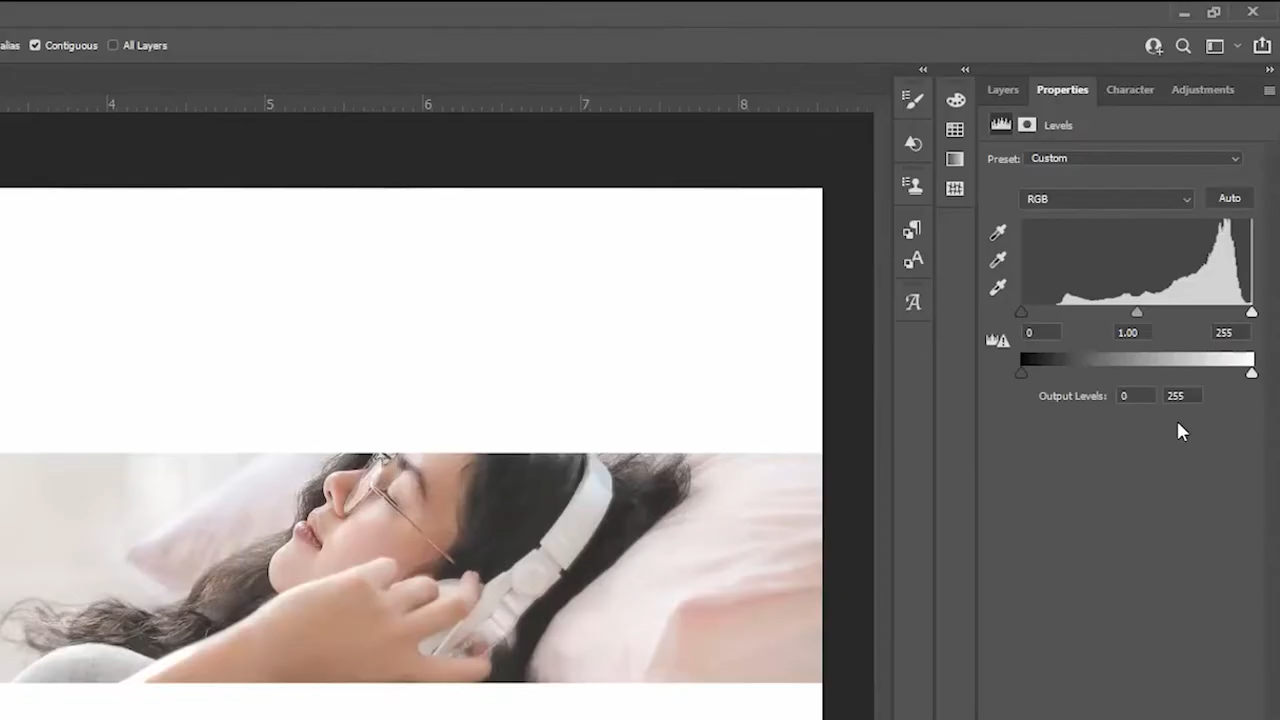 alias Contiguous All Layers
4 5 6 7 8
Layers Properties Character Adjustments
Levels
Preset: Custom
RGB Auto
0 1.00 255
Output Levels: 0 255